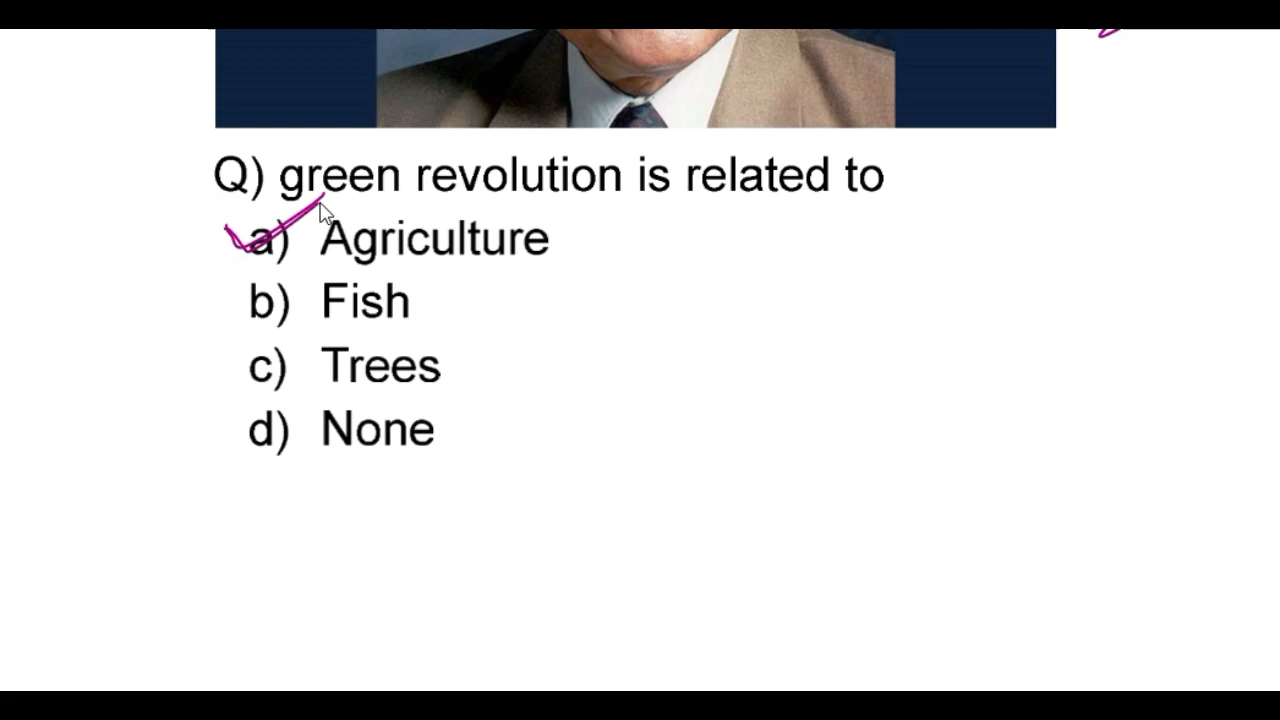 Q) green revolution is related to
a) Agriculture
b) Fish
c) Trees
d) None